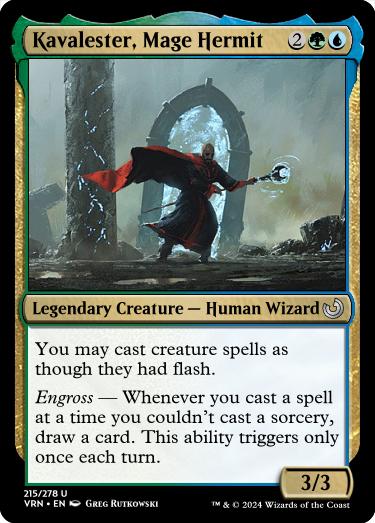 Kavalester, Mage Hermit 2
Legendary Creature — Human Wizard
You may cast creature spells as
though they had flash.
Engross — Whenever you cast a spell
at a time you couldn't cast a sorcery,
draw a card. This ability triggers only
once each turn.
3/3
215/278 U
VRN • EN Greg Rutkowski
™ & © 2024 Wizards of the Coast